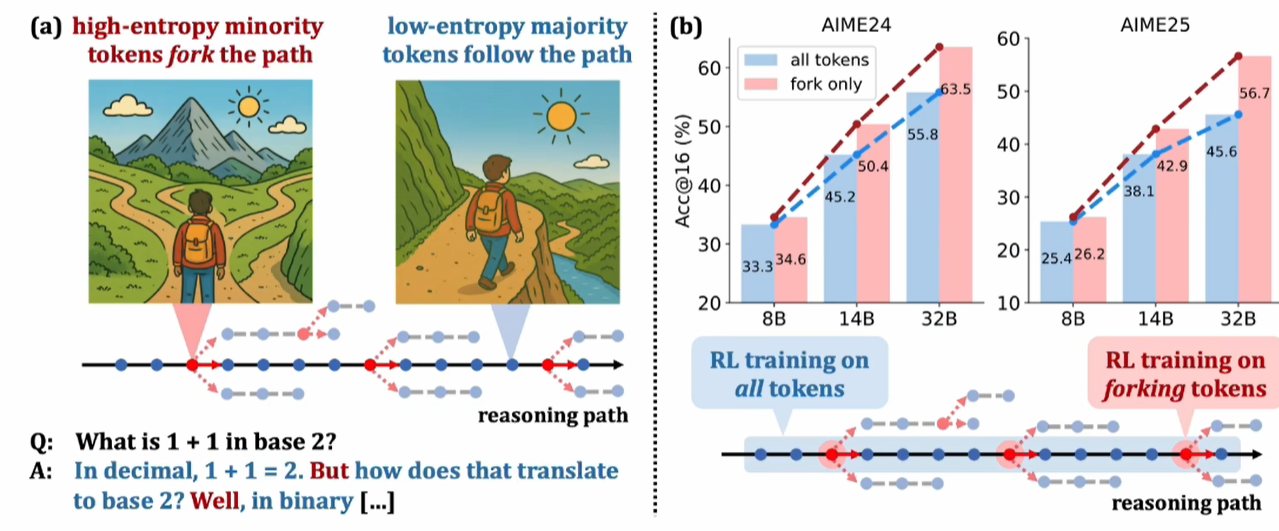 (a) high-entropy minority
tokens fork the path
low-entropy majority
tokens follow the path
reasoning path
Q: What is 1 + 1 in base 2?
A: In decimal, 1 + 1 = 2. But how does that translate
to base 2? Well, in binary [...]
(b)
AIME24
Acc@16 (%)
60
50
40
30
20
all tokens
fork only
33.3
34.6
45.2
50.4
55.8
63.5
8B
14B
32B
AIME25
60
50
40
30
20
10
25.4
26.2
38.1
42.9
45.6
56.7
8B
14B
32B
RL training on
all tokens
RL training on
forking tokens
reasoning path